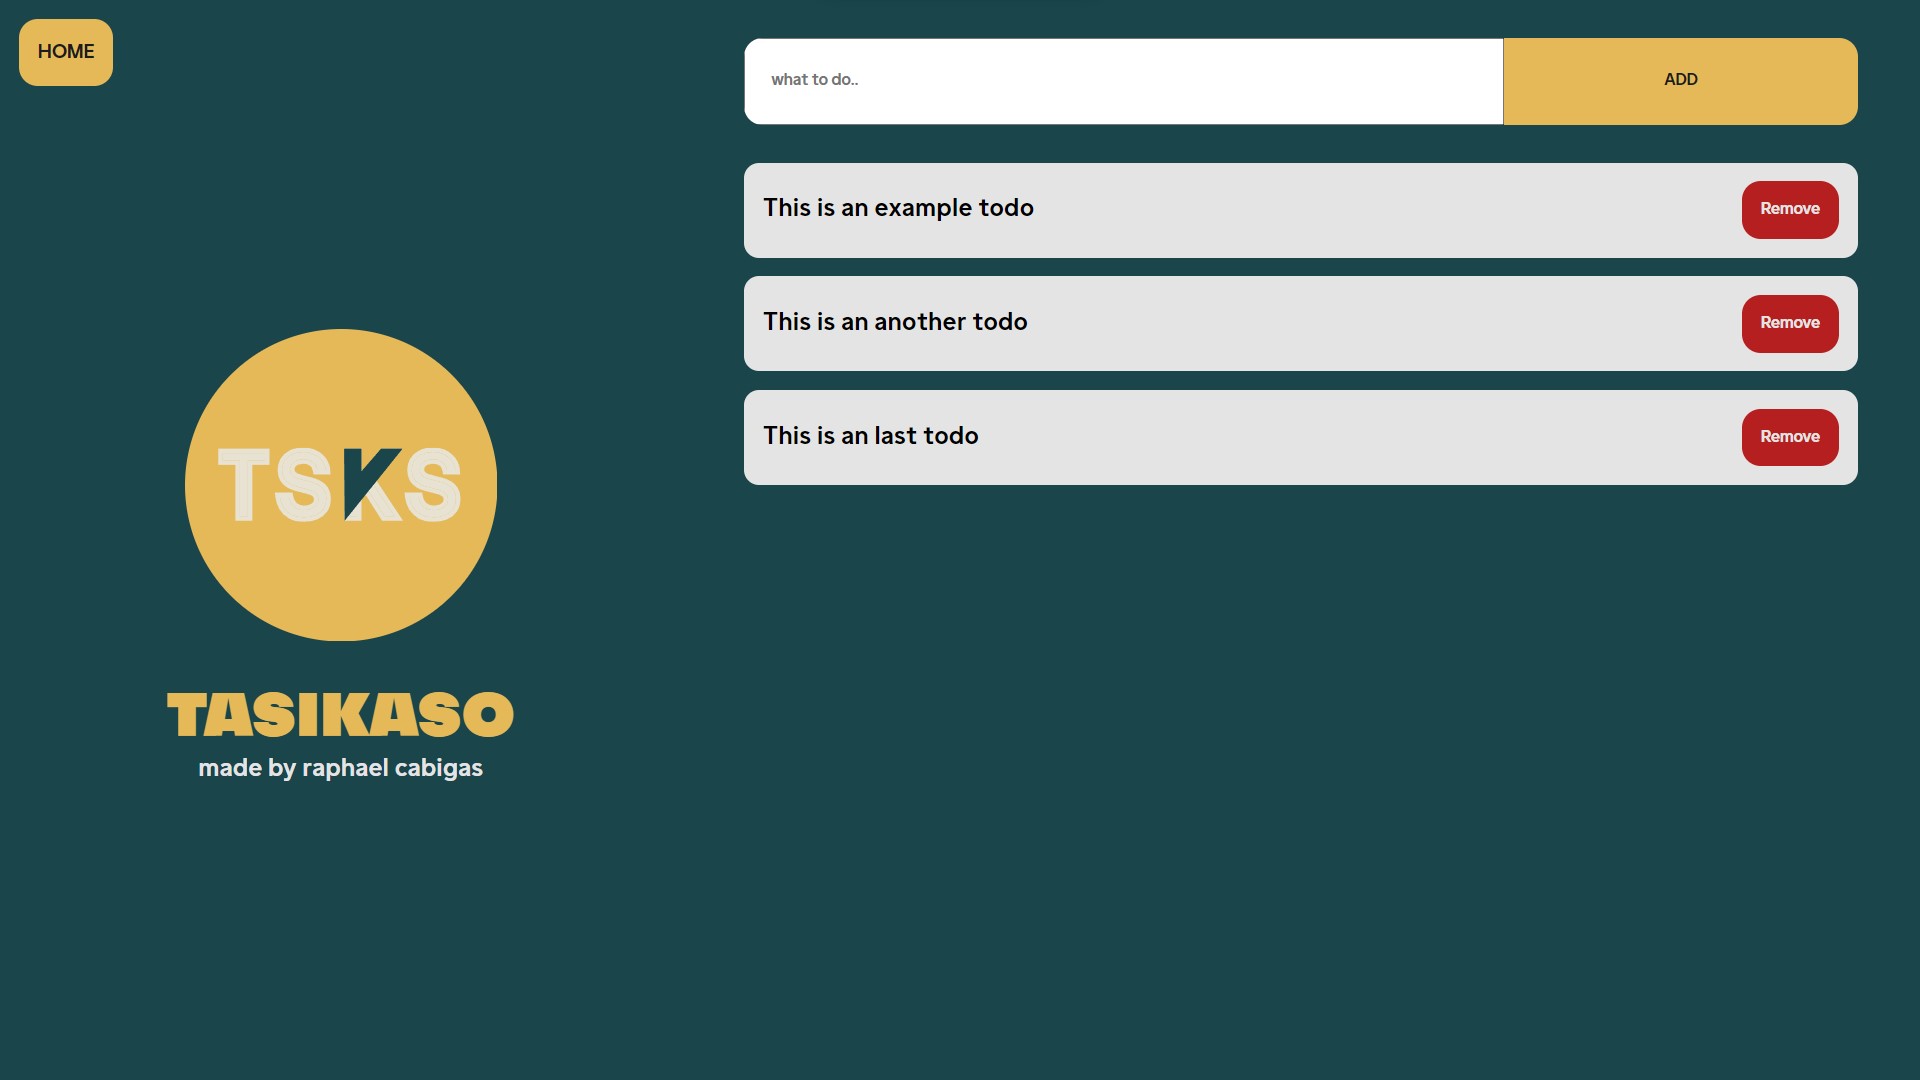 HOME
what to do..
ADD
This is an example todo
Remove
This is an another todo
Remove
This is an last todo
Remove
TSKS
TASIKASO
made by raphael cabigas